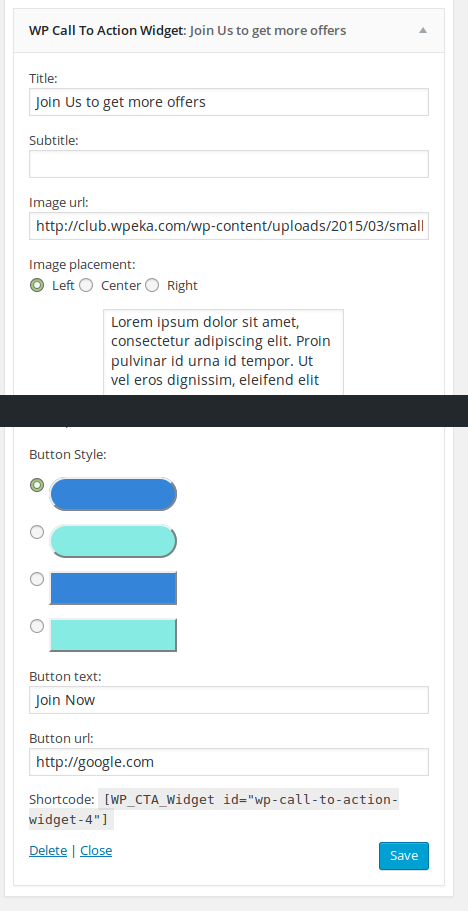 WP Call To Action Widget: Join Us to get more offers
Title:
Join Us to get more offers
Subtitle:
Image url:
http://club.wpeka.com/wp-content/uploads/2015/03/small
Image placement:
Left Center Right
Lorem ipsum dolor sit amet,
consectetur adipiscing elit. Proin
pulvinar id urna id tempor. Ut
vel eros dignissim, eleifend elit
Button Style:
Button text:
Join Now
Button url:
http://google.com
Shortcode: [WP_CTA_Widget id="wp-call-to-action-
widget-4"]
Delete | Close
Save